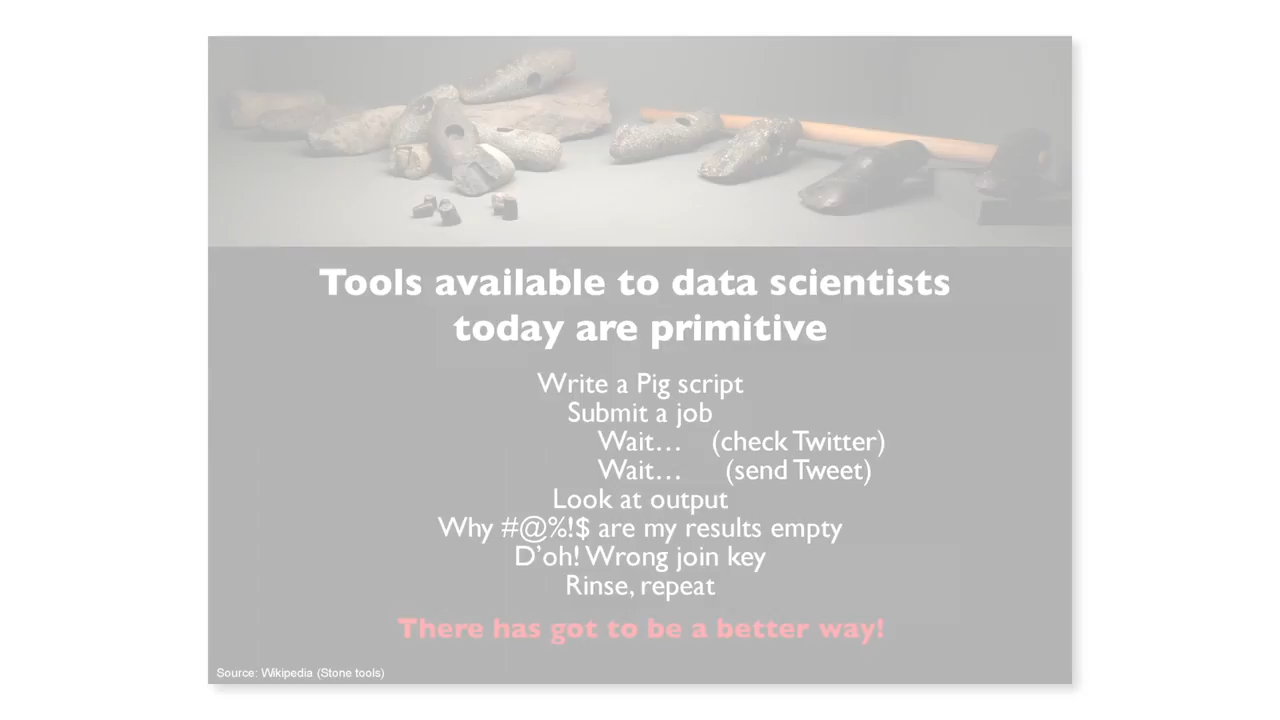 Tools available to data scientists
today are primitive
Write a Pig script
Submit a job
Wait… (check Twitter)
Wait… (send Tweet)
Look at output
Why #@%!$ are my results empty
D’oh! Wrong join key
Rinse, repeat
There has got to be a better way!
Source: Wikipedia (Stone tools)